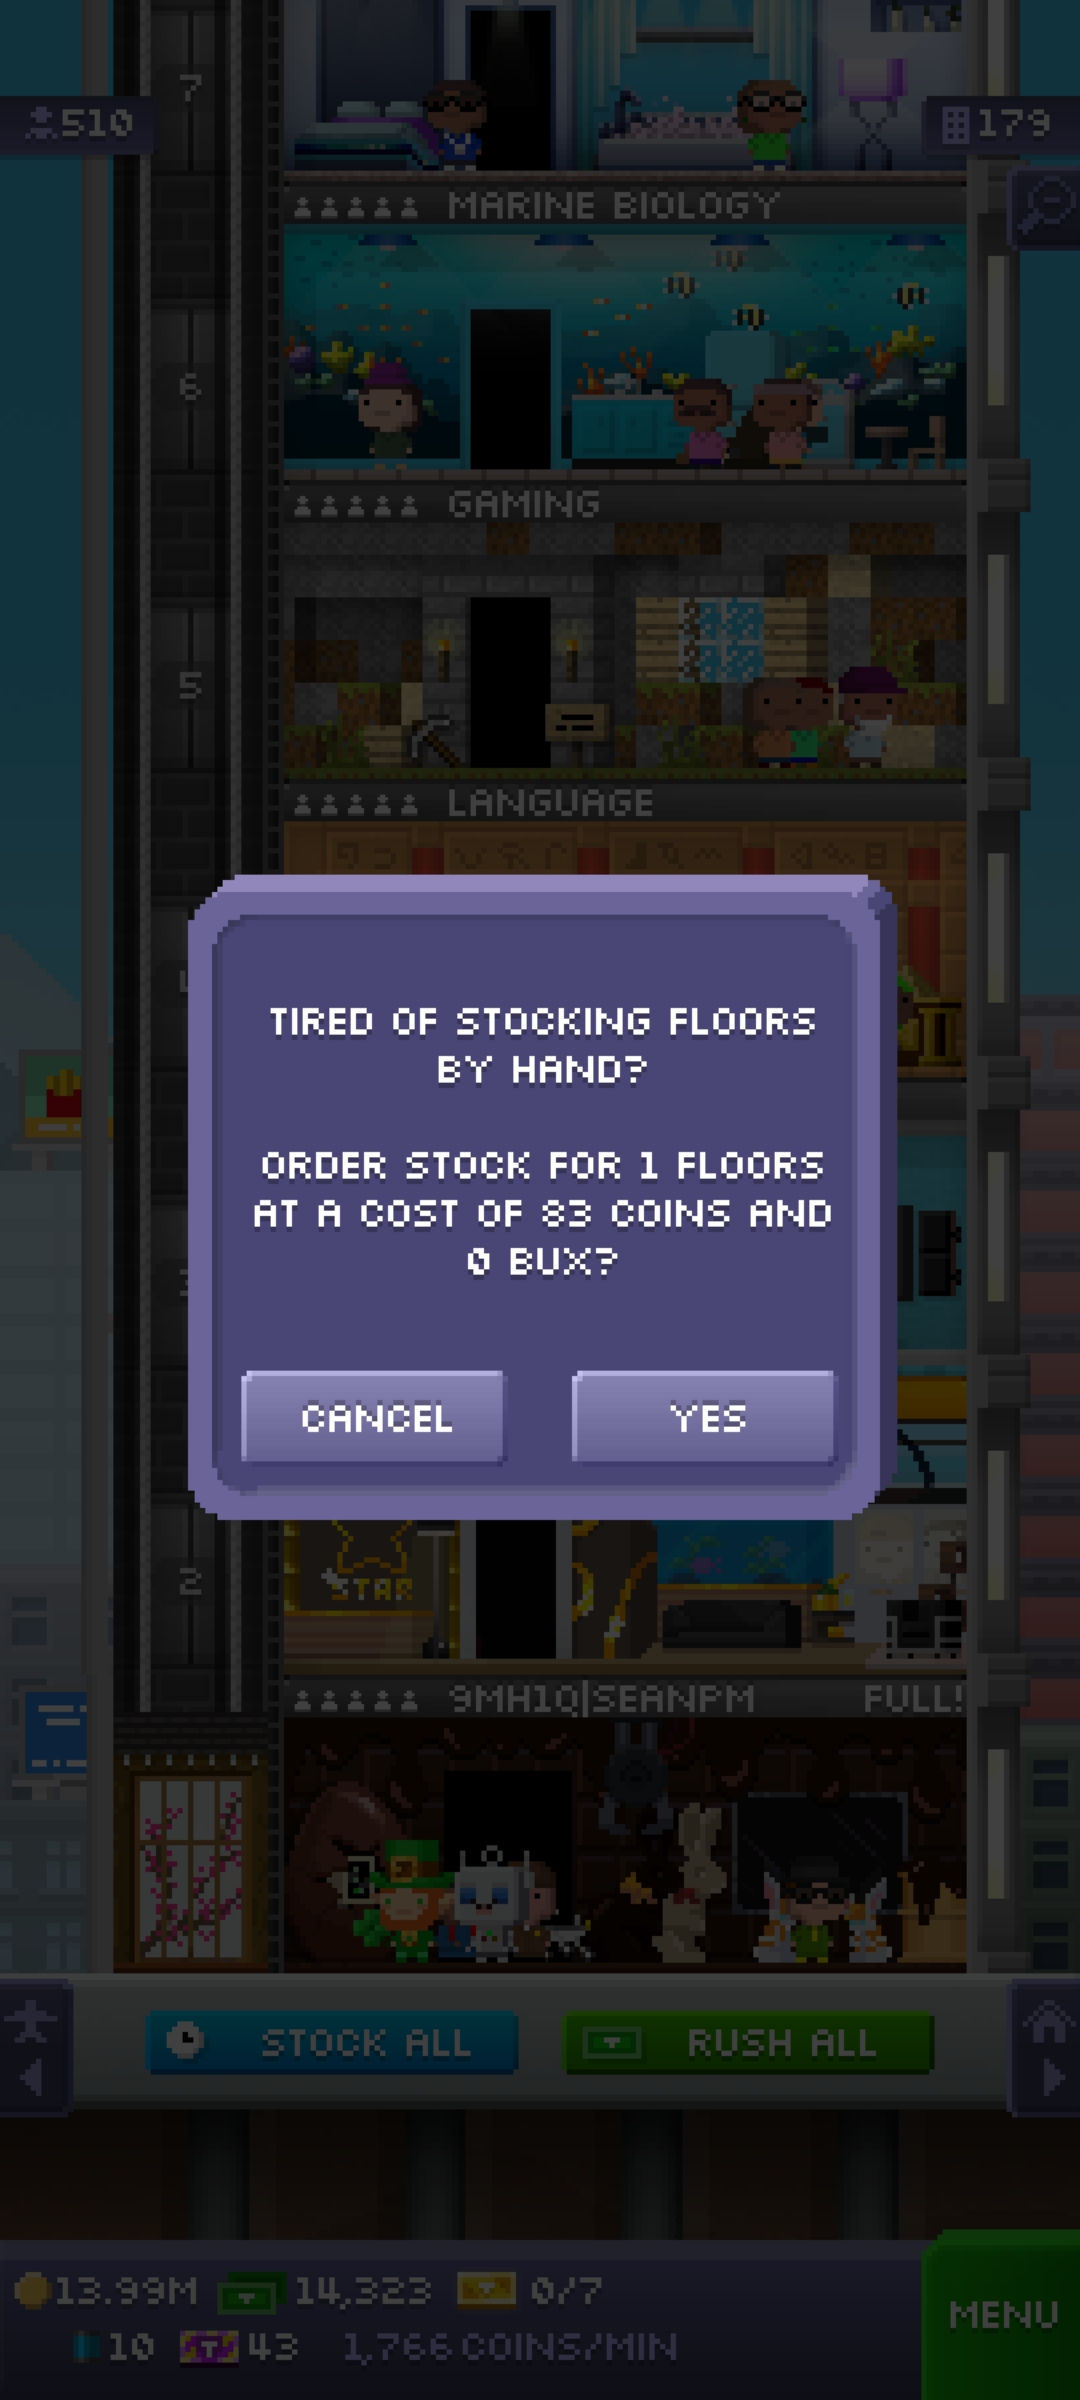 7
510
179
MARINE BIOLOGY
6
GAMING
5
LANGUAGE
TIRED OF STOCKING FLOORS
BY HAND?
ORDER STOCK FOR 1 FLOORS
AT A COST OF 83 COINS AND
0 BUX?
CANCEL
YES
2
STAR
9MH1Q|SEANPM
FULL!
STOCK ALL
RUSH ALL
13.99M
14,323
0/7
MENU
10
43
1,766 COINS/MIN